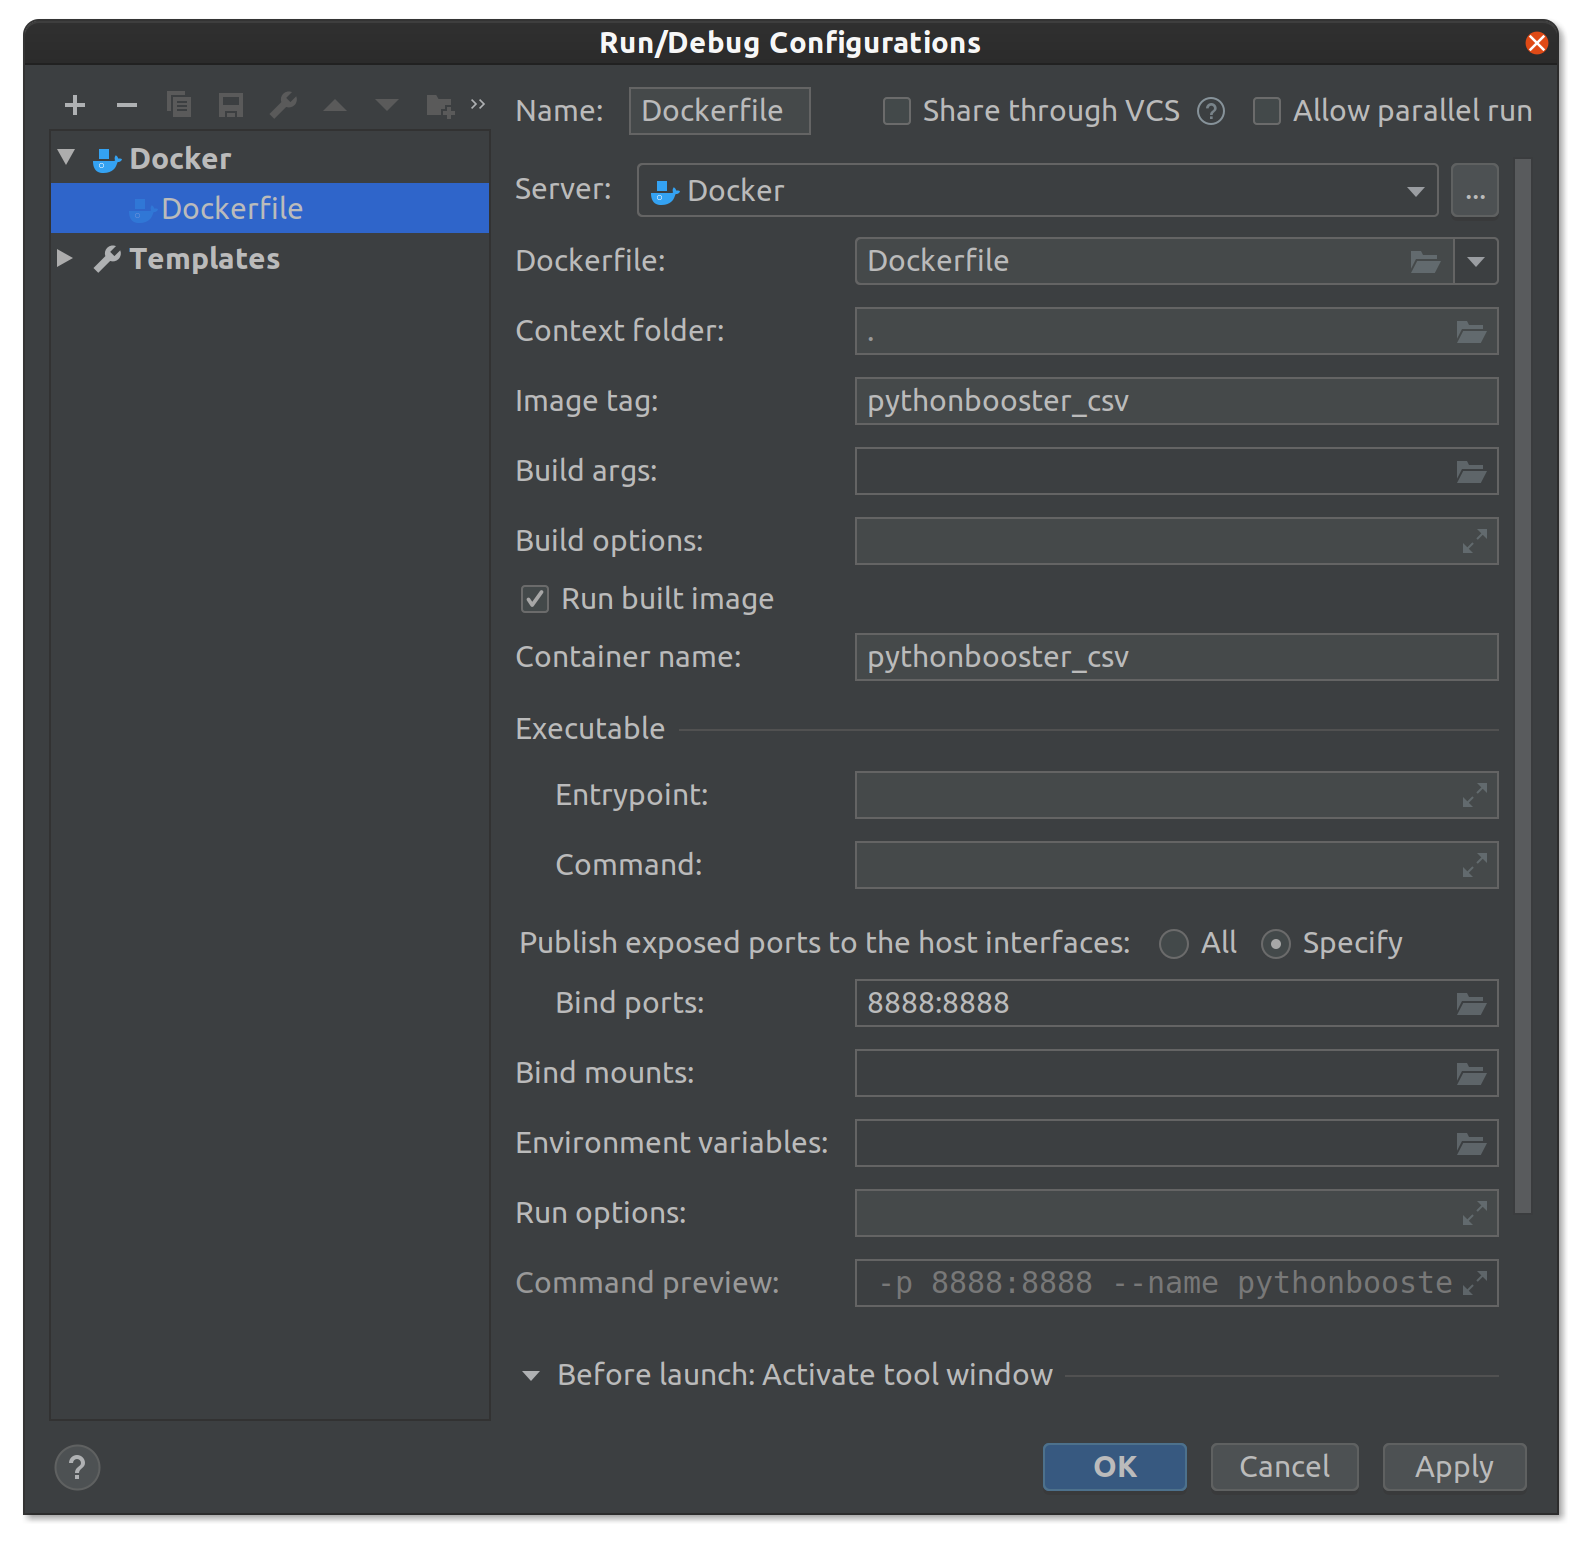 Run/Debug Configurations
Name: Dockerfile Share through VCS ? Allow parallel run
Docker
Dockerfile
Templates
Server: Docker ...
Dockerfile: Dockerfile
Context folder: .
Image tag: pythonbooster_csv
Build args:
Build options:
Run built image
Container name: pythonbooster_csv
Executable
Entrypoint:
Command:
Publish exposed ports to the host interfaces: All Specify
Bind ports: 8888:8888
Bind mounts:
Environment variables:
Run options:
Command preview: -p 8888:8888 --name pythonbooste
Before launch: Activate tool window
? OK Cancel Apply